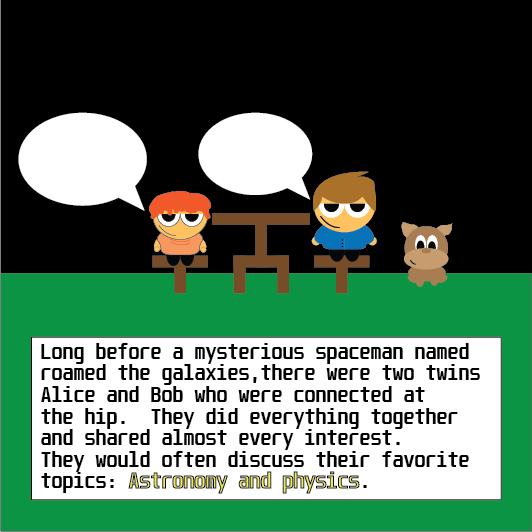 Long before a mysterious spaceman named
roamed the galaxies,there were two twins
Alice and Bob who were connected at
the hip.  They did everything together
and shared almost every interest.
They would often discuss their favorite
topics: Astronomy and physics.